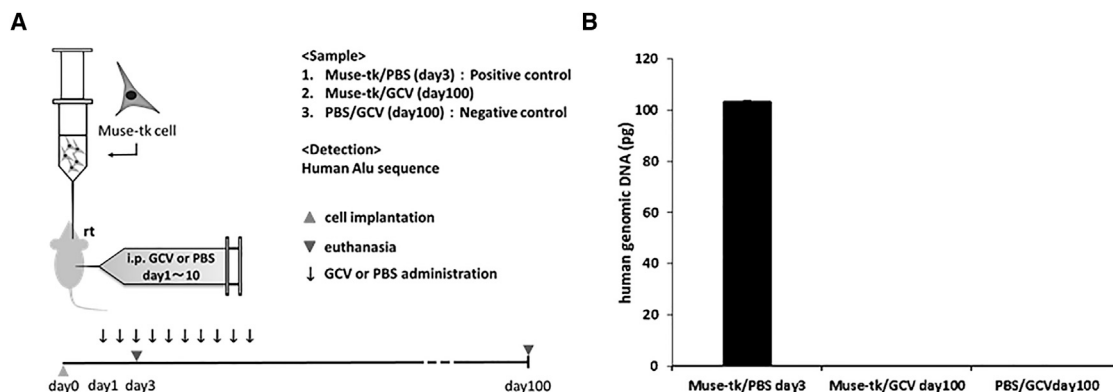 A
Muse-tk cell
rt
i.p. GCV or PBS
day1～10
<Sample>
1. Muse-tk/PBS (day3) : Positive control
2. Muse-tk/GCV (day100)
3. PBS/GCV (day100) : Negative control
<Detection>
Human Alu sequence
cell implantation
euthanasia
GCV or PBS administration
day0 day1 day3 day100
B
human genomic DNA (pg)
120
100
80
60
40
20
0
Muse-tk/PBS day3 Muse-tk/GCV day100 PBS/GCVday100